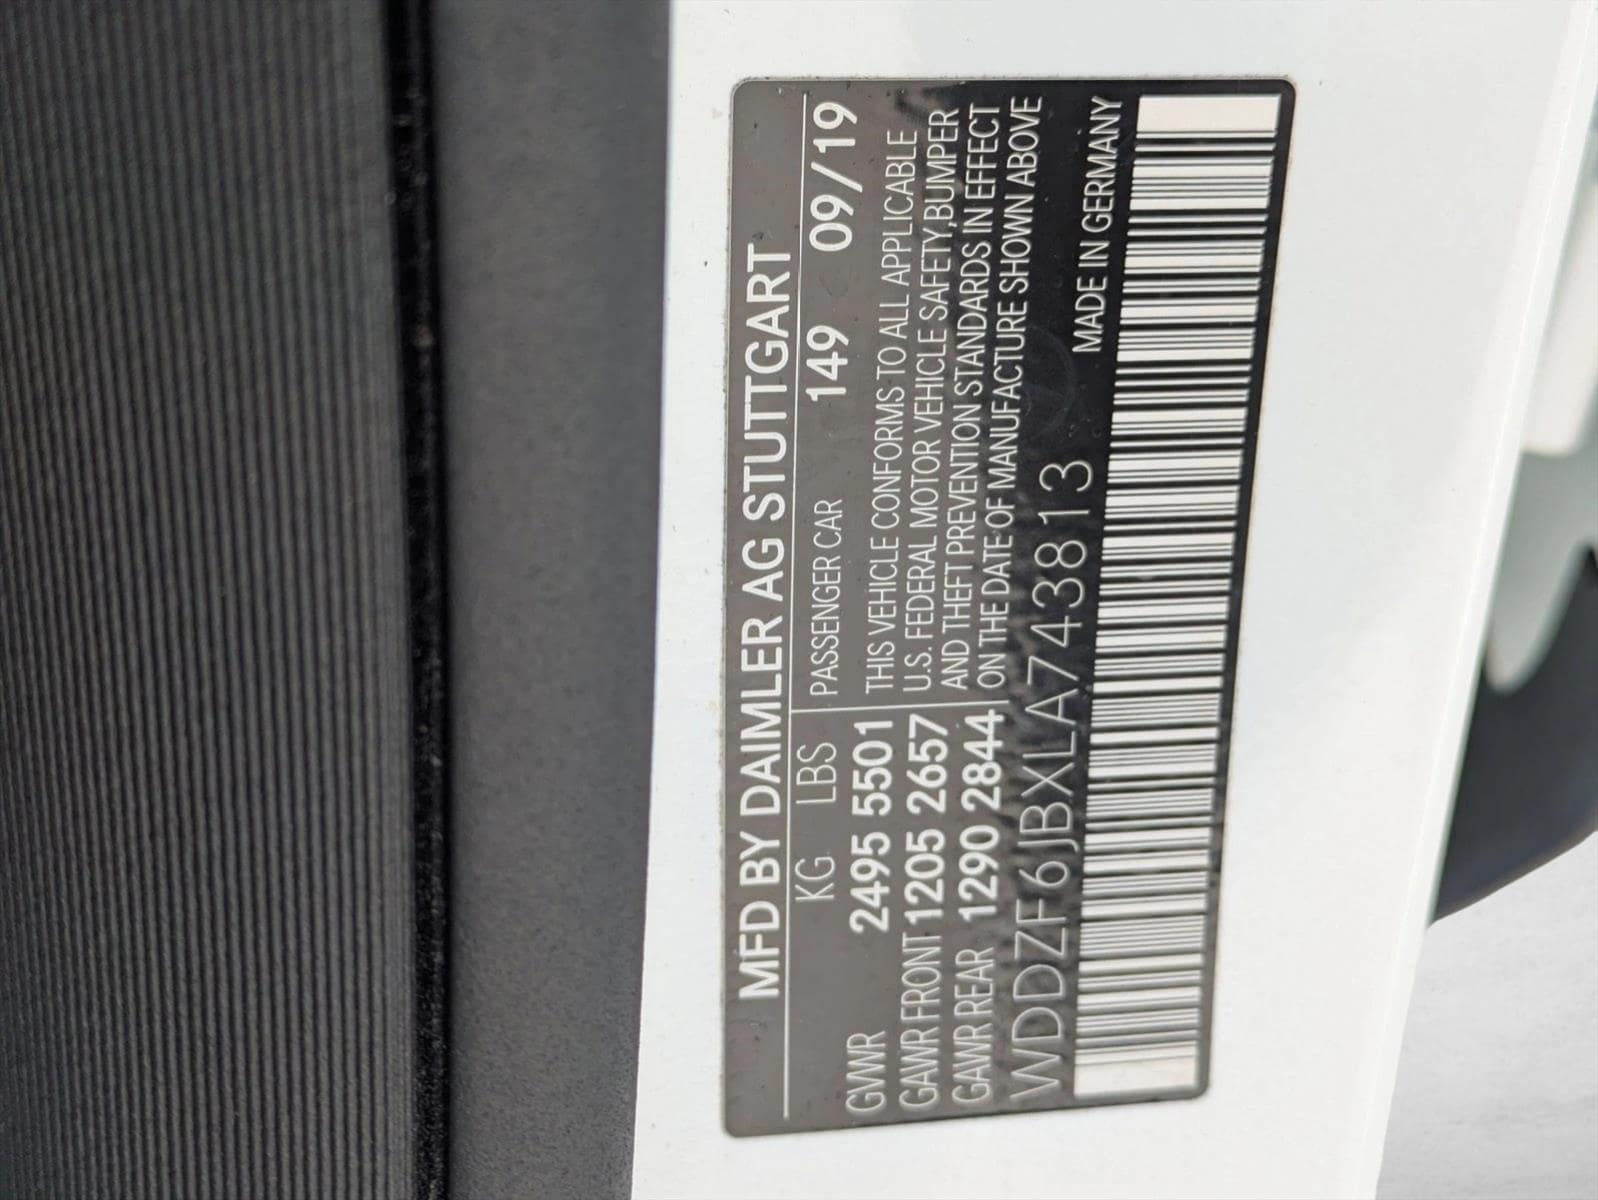 MFD BY DAIMLER AG STUTTGART
KG LBS PASSENGER CAR 149 09/19
GVWR 2495 5501
GAWR FRONT 1205 2657
GAWR REAR 1290 2844
THIS VEHICLE CONFORMS TO ALL APPLICABLE
U.S. FEDERAL MOTOR VEHICLE SAFETY, BUMPER
AND THEFT PREVENTION STANDARDS IN EFFECT
ON THE DATE OF MANUFACTURE SHOWN ABOVE
WDDZF6JBXLA743813 MADE IN GERMANY